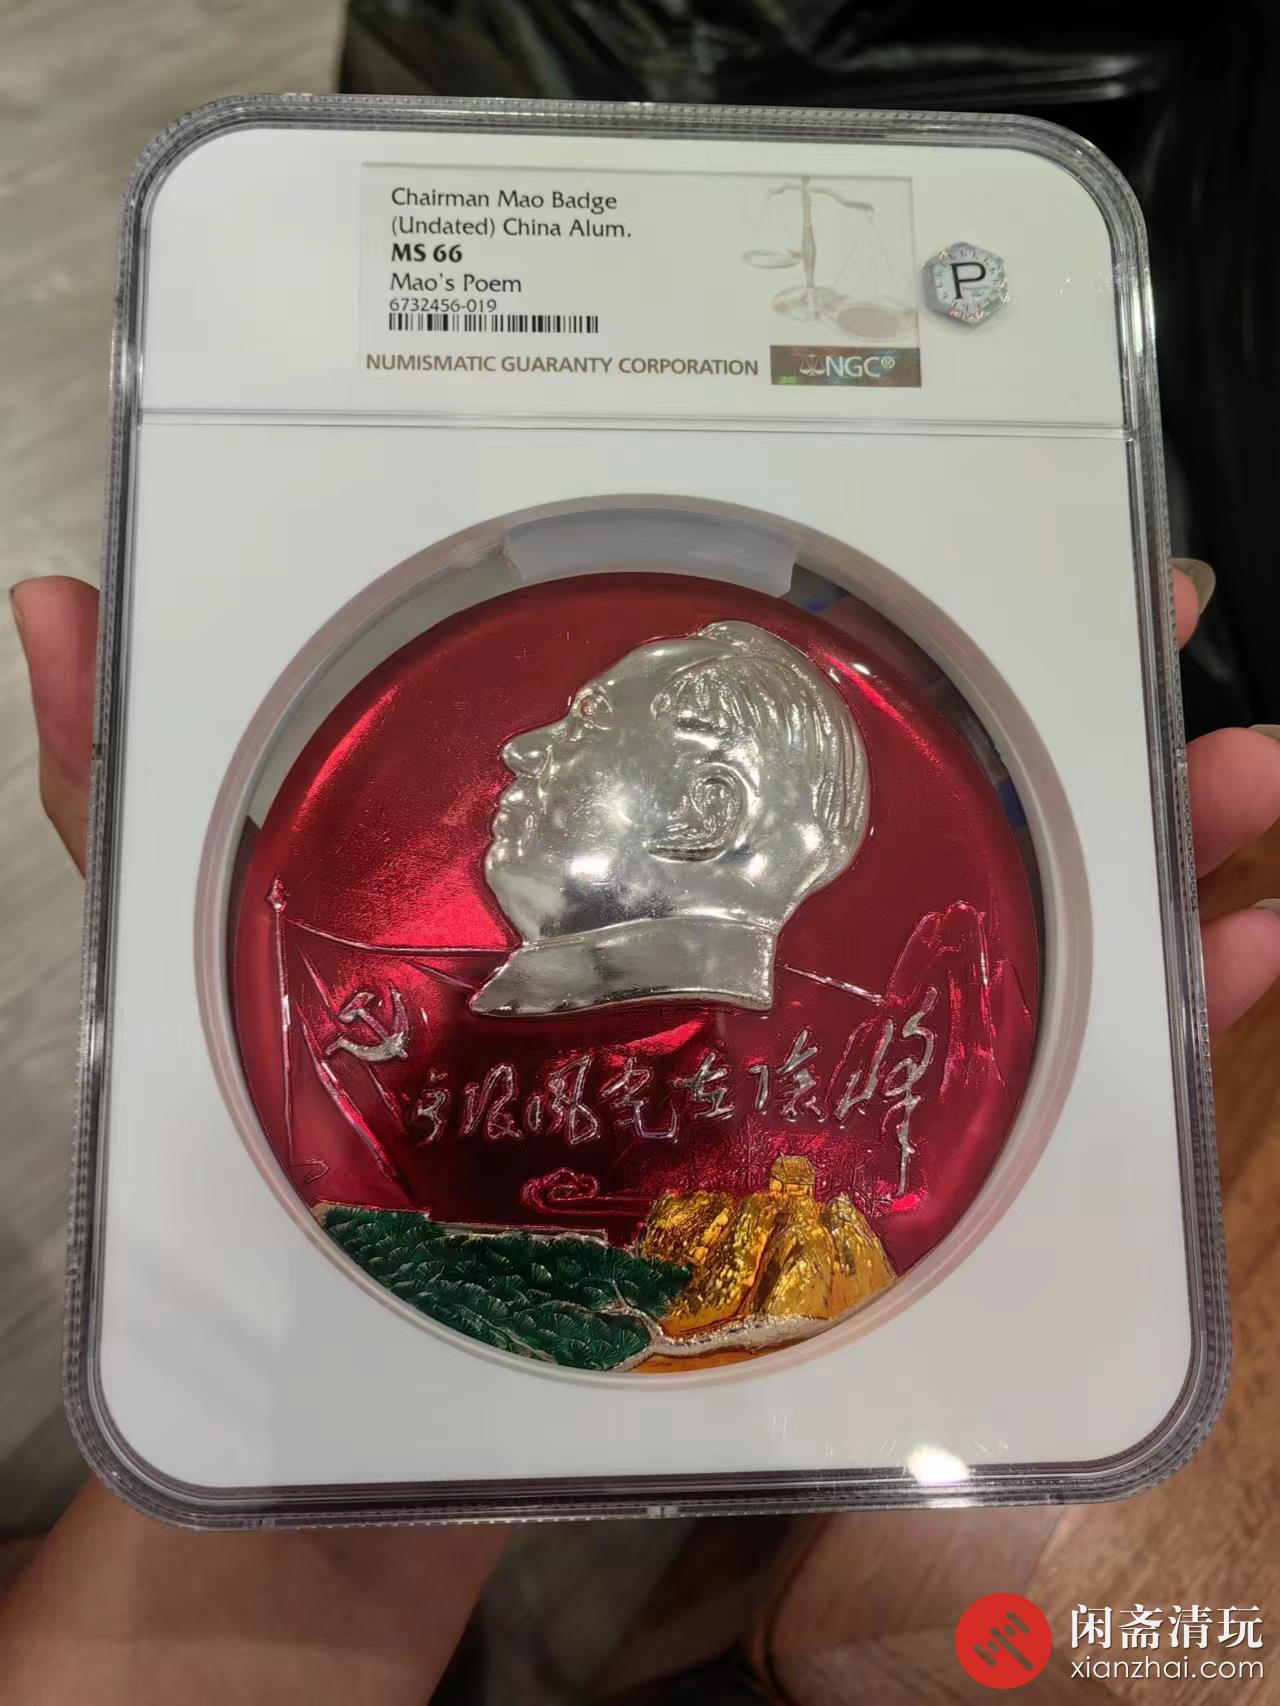 Chairman Mao Badge
(Undated) China Alum.
MS 66
Mao's Poem
6732456-019
NUMISMATIC GUARANTY CORPORATION
NGC®
P
无限风光在险峰
闲斋清玩
xianzhai.com